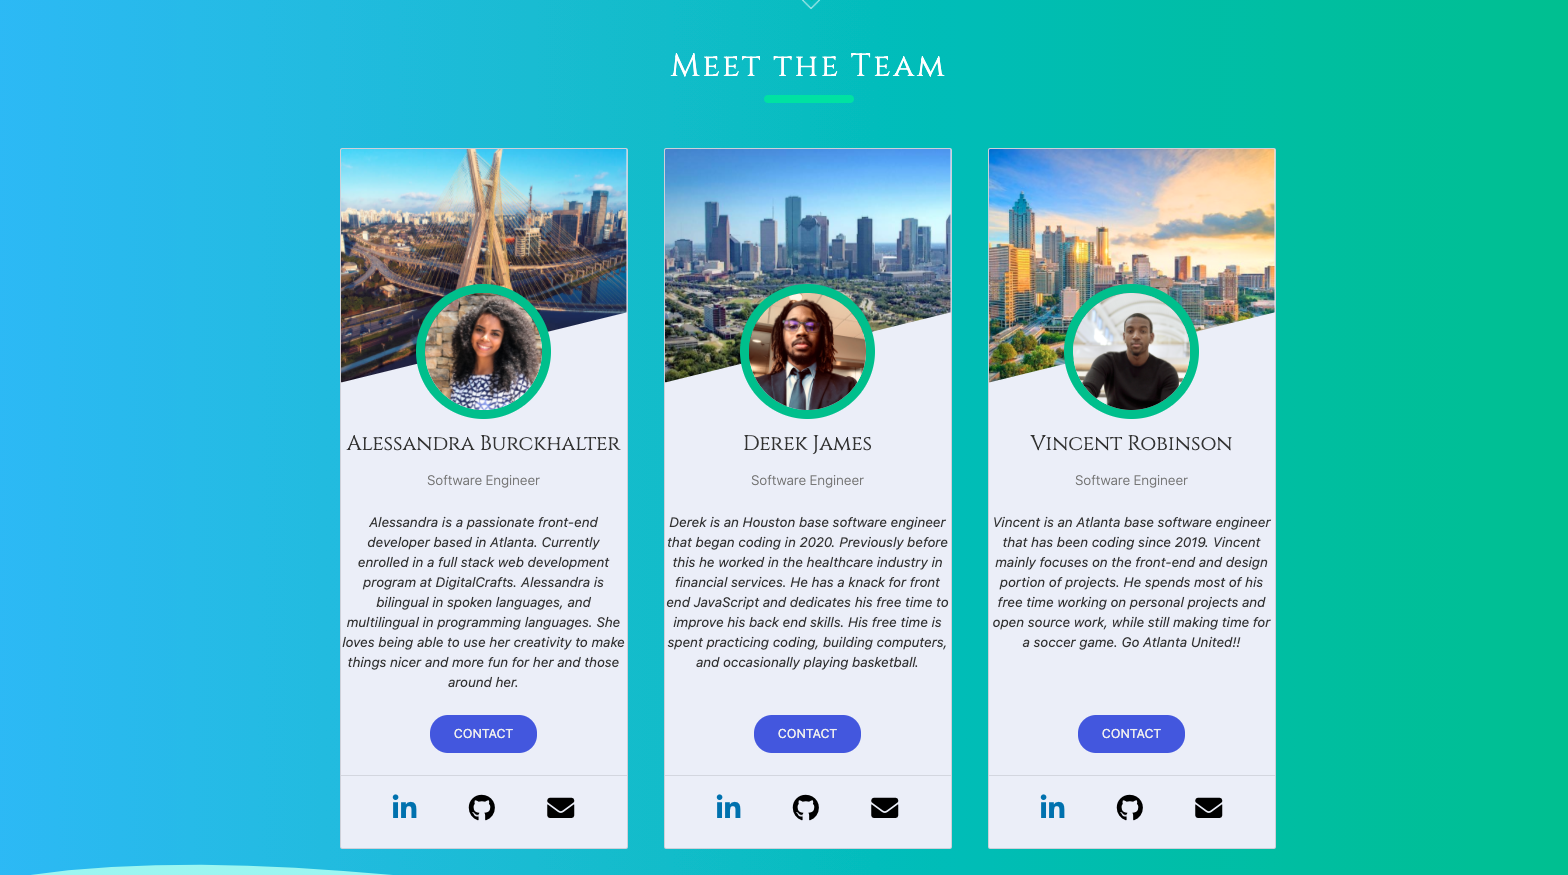 Meet the Team
Alessandra Burckhalter
Software Engineer
Alessandra is a passionate front-end
developer based in Atlanta. Currently
enrolled in a full stack web development
program at DigitalCrafts. Alessandra is
bilingual in spoken languages, and
multilingual in programming languages. She
loves being able to use her creativity to make
things nicer and more fun for her and those
around her.
CONTACT
in
Derek James
Software Engineer
Derek is an Houston base software engineer
that began coding in 2020. Previously before
this he worked in the healthcare industry in
financial services. He has a knack for front
end JavaScript and dedicates his free time to
improve his back end skills. His free time is
spent practicing coding, building computers,
and occasionally playing basketball.
CONTACT
in
Vincent Robinson
Software Engineer
Vincent is an Atlanta base software engineer
that has been coding since 2019. Vincent
mainly focuses on the front-end and design
portion of projects. He spends most of his
free time working on personal projects and
open source work, while still making time for
a soccer game. Go Atlanta United!!
CONTACT
in